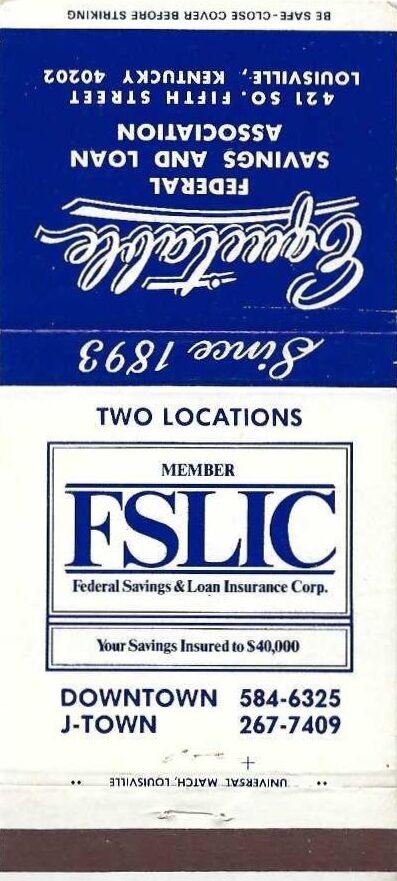 BE SAFE-CLOSE COVER BEFORE STRIKING
Since 1893
Equitable
FEDERAL
SAVINGS AND LOAN
ASSOCIATION
421 SO. FIFTH STREET
LOUISVILLE, KENTUCKY 40202
TWO LOCATIONS
MEMBER
FSLIC
Federal Savings & Loan Insurance Corp.
Your Savings Insured to $40,000
DOWNTOWN 584-6325
J-TOWN 267-7409
UNIVERSAL MATCH, LOUISVILLE